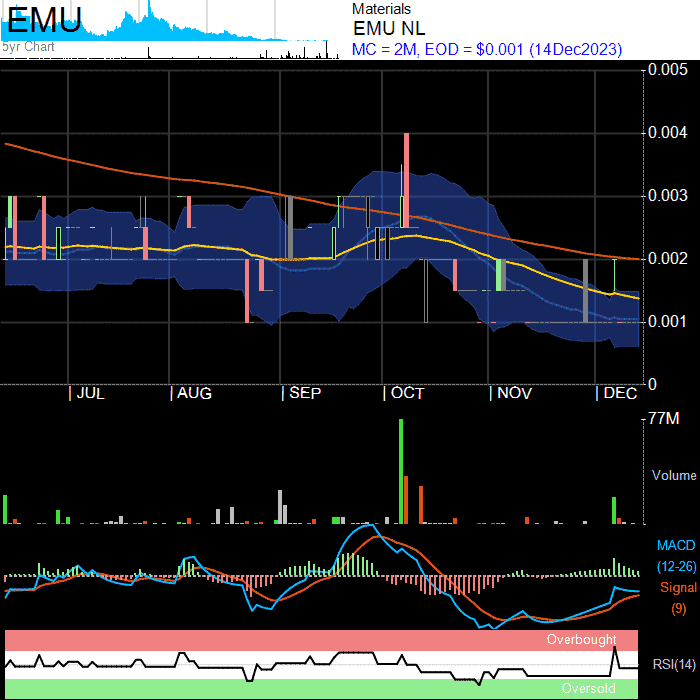 EMU
5yr Chart
Materials
EMU NL
MC = 2M, EOD = $0.001 (14Dec2023)
0.005
0.004
0.003
0.002
0.001
0
JUL AUG SEP OCT NOV DEC
77M
Volume
MACD
(12-26)
Signal
(9)
Overbought
RSI(14)
Oversold